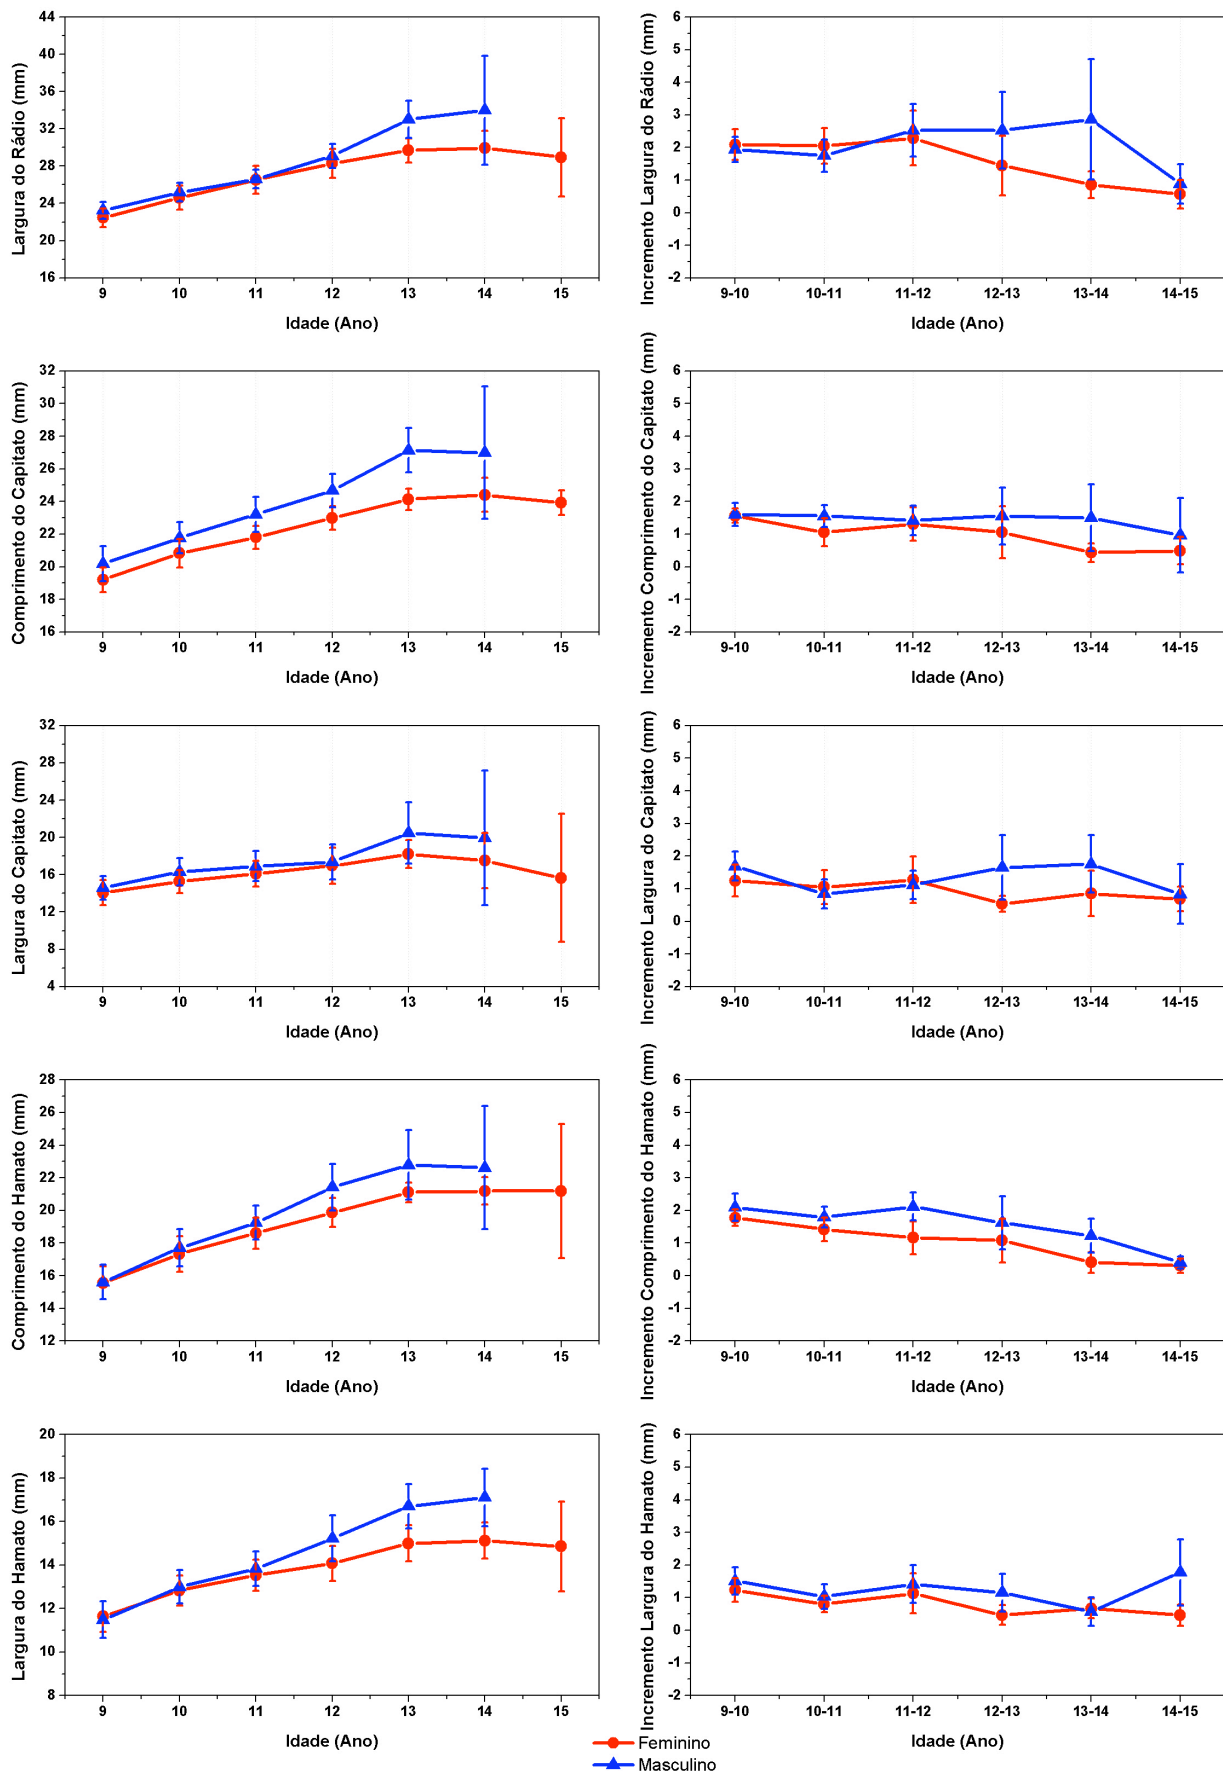 Largura do Rádio (mm)
44
40
36
32
28
24
20
16
9 10 11 12 13 14 15
Idade (Ano)
Incremento Largura do Rádio (mm)
6
5
4
3
2
1
0
-1
-2
9-10 10-11 11-12 12-13 13-14 14-15
Idade (Ano)
Comprimento do Capitato (mm)
32
30
28
26
24
22
20
18
16
9 10 11 12 13 14 15
Idade (Ano)
Incremento Comprimento do Capitato (mm)
6
5
4
3
2
1
0
-1
-2
9-10 10-11 11-12 12-13 13-14 14-15
Idade (Ano)
Largura do Capitato (mm)
32
28
24
20
16
12
8
4
9 10 11 12 13 14 15
Idade (Ano)
Incremento Largura do Capitato (mm)
6
5
4
3
2
1
0
-1
-2
9-10 10-11 11-12 12-13 13-14 14-15
Idade (Ano)
Comprimento do Hamato (mm)
28
26
24
22
20
18
16
14
12
9 10 11 12 13 14 15
Idade (Ano)
Incremento Comprimento do Hamato (mm)
6
5
4
3
2
1
0
-1
-2
9-10 10-11 11-12 12-13 13-14 14-15
Idade (Ano)
Largura do Hamato (mm)
20
18
16
14
12
10
8
9 10 11 12 13 14 15
Idade (Ano)
Incremento Largura do Hamato (mm)
6
5
4
3
2
1
0
-1
-2
9-10 10-11 11-12 12-13 13-14 14-15
Idade (Ano)
Feminino
Masculino